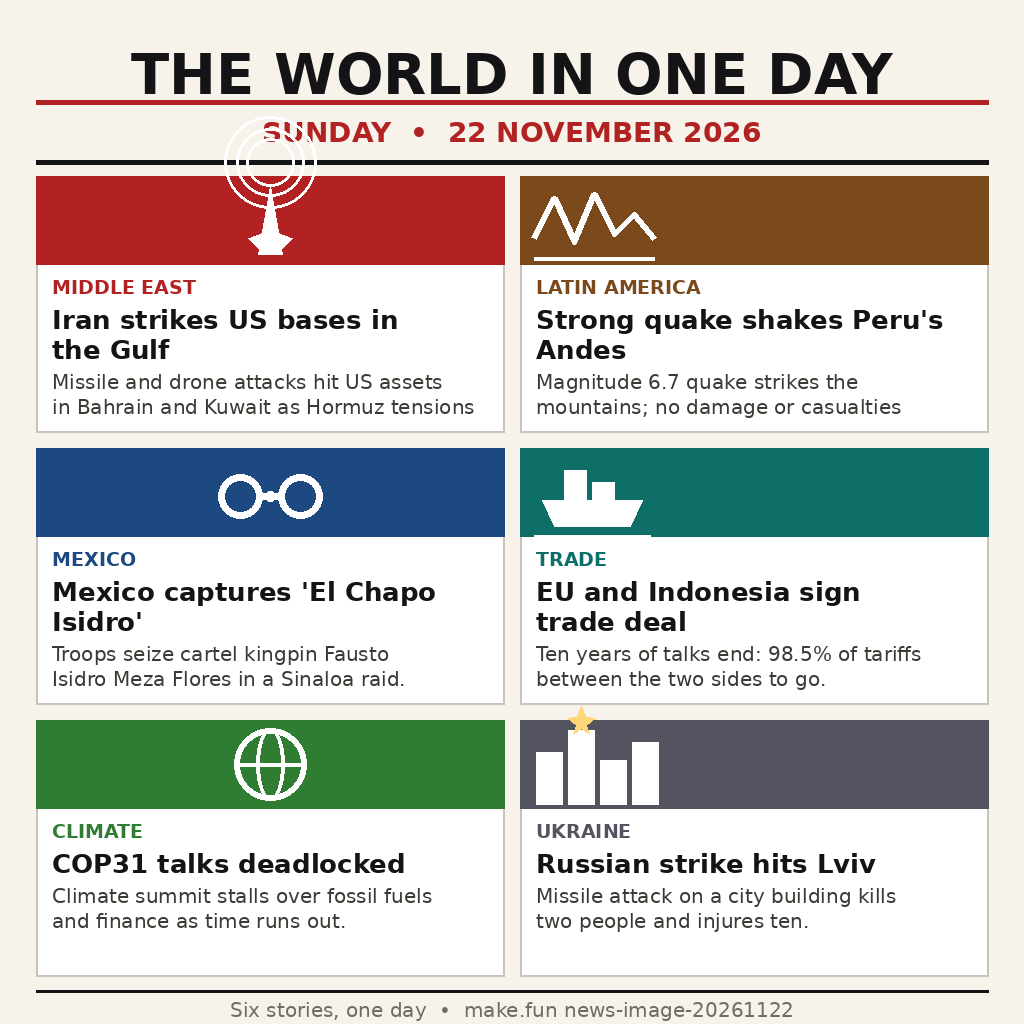 THE WORLD IN ONE DAY
SUNDAY • 22 NOVEMBER 2026
MIDDLE EAST
Iran strikes US bases in
the Gulf
Missile and drone attacks hit US assets
in Bahrain and Kuwait as Hormuz tensions
LATIN AMERICA
Strong quake shakes Peru's
Andes
Magnitude 6.7 quake strikes the
mountains; no damage or casualties
MEXICO
Mexico captures 'El Chapo
Isidro'
Troops seize cartel kingpin Fausto
Isidro Meza Flores in a Sinaloa raid.
TRADE
EU and Indonesia sign
trade deal
Ten years of talks end: 98.5% of tariffs
between the two sides to go.
CLIMATE
COP31 talks deadlocked
Climate summit stalls over fossil fuels
and finance as time runs out.
UKRAINE
Russian strike hits Lviv
Missile attack on a city building kills
two people and injures ten.
Six stories, one day • make.fun news-image-20261122